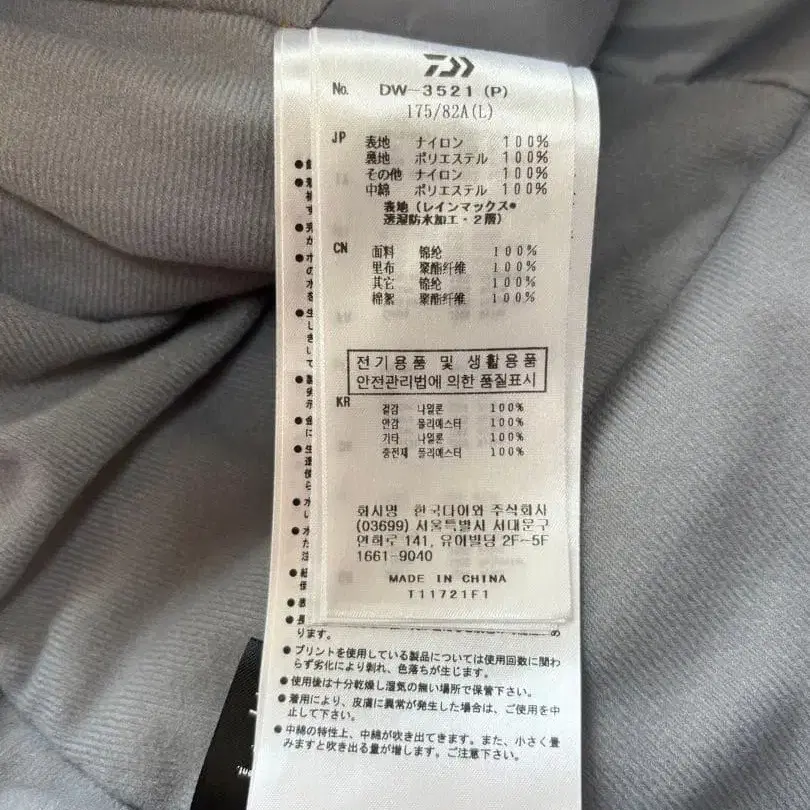 No. DW-3521 (P)
175/82A(L)
JP 表地 ナイロン 100%
裏地 ポリエステル 100%
その他 ナイロン 100%
中綿 ポリエステル 100%
表地(レインマックス®
透湿防水加工・2層)
CN 面料 锦纶 100%
里布 聚酯纤维 100%
其它 锦纶 100%
棉絮 聚酯纤维 100%
전기용품 및 생활용품
안전관리법에 의한 품질표시
KR 겉감 나일론 100%
안감 폴리에스터 100%
기타 나일론 100%
충전재 폴리에스터 100%
회사명 한국다이와 주식회사
(03699) 서울특별시 서대문구
연희로 141, 유아빌딩 2F~5F
1661-9040
MADE IN CHINA
T11721F1
ります。
●プリントを使用している製品については使用回数に関わ
らず劣化により剥れ、色落ちが生じます。
●使用後は十分乾燥し湿気の無い場所で保管下さい。
●着用により、皮膚に異常が発生した場合は、ご使用を中
止して下さい。
●中綿の特性上、中綿が吹き出てきます。また、小さく畳
みますと吹き出る量が増します。ご注意下さい。